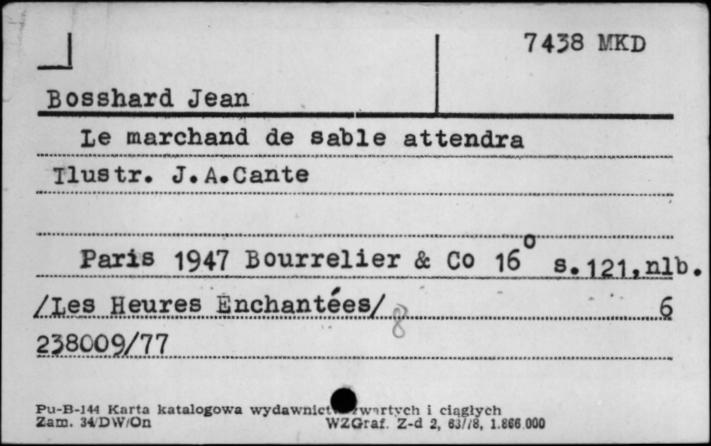 7438 MKD
Bosshard Jean
Le marchand de sable attendra
Ilustr. J.A.Cante
Paris 1947 Bourrelier & Co 16° s.121,nlb.
/Les Heures Enchantées/ 8 6
238009/77
Pu-B-144 Karta katalogowa i ciągłych
Zam. 34/DW/On WZGraf. Z-d 2, 63/78, 1.866.000